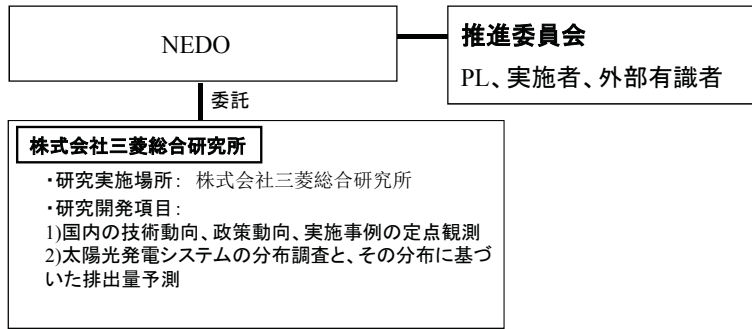 NEDO
推進委員会
PL、実施者、外部有識者
委託
株式会社三菱総合研究所
・研究実施場所： 株式会社三菱総合研究所
・研究開発項目：
1)国内の技術動向、政策動向、実施事例の定点観測
2)太陽光発電システムの分布調査と、その分布に基づ
いた排出量予測